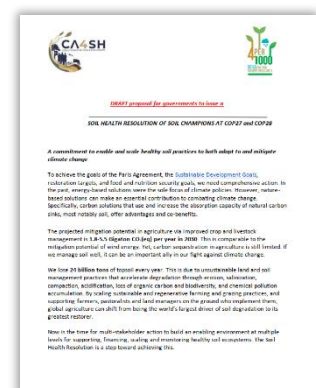 CA4SH
4 PER
1000
DRAFT proposal for governments to issue a
SOIL HEALTH RESOLUTION OF SOIL CHAMPIONS AT COP27 and COP28
A commitment to enable and scale healthy soil practices to both adapt to and mitigate
climate change
To achieve the goals of the Paris Agreement, the Sustainable Development Goals,
restoration targets, and food and nutrition security goals, we need comprehensive action. In
the past, energy-based solutions were the sole focus of climate policies. However, nature-
based solutions can make an essential contribution to combating climate change.
Specifically, carbon solutions that use and increase the absorption capacity of natural carbon
sinks, most notably soil, offer advantages and co-benefits.
The projected mitigation potential in agriculture via improved crop and livestock
management is 1.8-5.5 Gigaton CO₂(eq) per year in 2030. This is comparable to the
mitigation potential of wind energy. Yet, carbon sequestration in agriculture is still limited. If
we manage soil well, it can be an important ally in our fight against climate change.
We lose 24 billion tons of topsoil every year. This is due to unsustainable land and soil
management practices that accelerate degradation through erosion, salinization,
compaction, acidification, loss of organic carbon and biodiversity, and chemical pollution
accumulation. By scaling sustainable and regenerative farming and grazing practices, and
supporting farmers, pastoralists and land managers on the ground who implement them,
global agriculture can shift from being the world's largest driver of soil degradation to its
greatest restorer.
Now is the time for multi-stakeholder action to build an enabling environment at multiple
levels for supporting, financing, scaling and monitoring healthy soil ecosystems. The Soil
Health Resolution is a step toward achieving this.